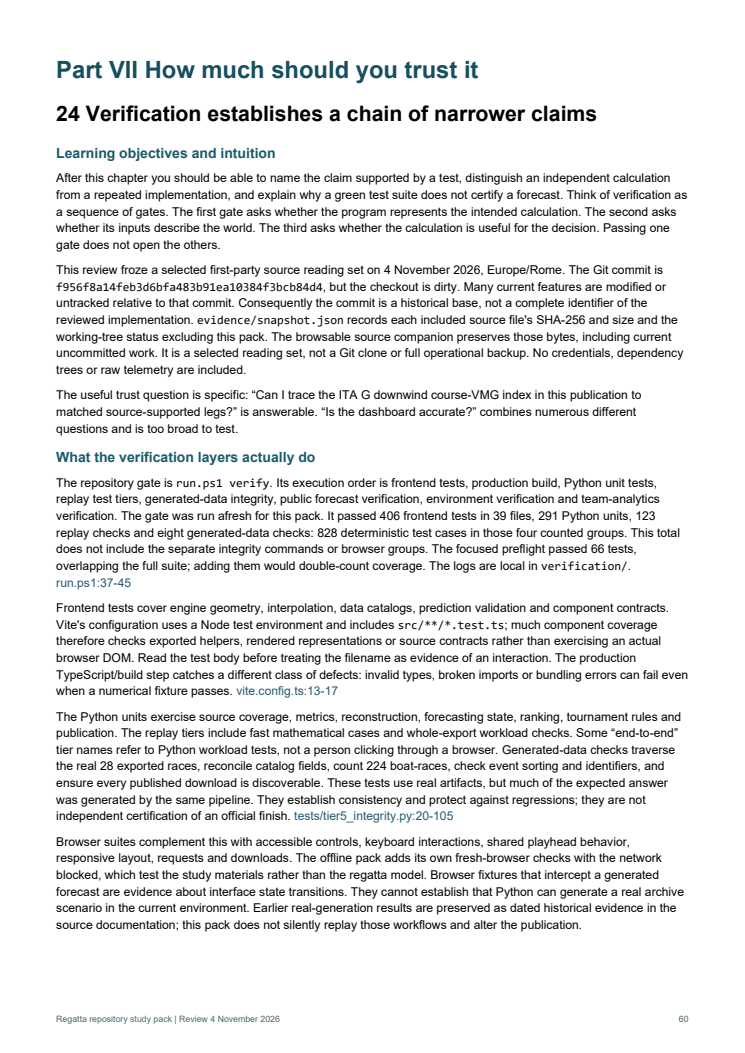 Part VII How much should you trust it
24 Verification establishes a chain of narrower claims
Learning objectives and intuition
After this chapter you should be able to name the claim supported by a test, distinguish an independent calculation
from a repeated implementation, and explain why a green test suite does not certify a forecast. Think of verification as
a sequence of gates. The first gate asks whether the program represents the intended calculation. The second asks
whether its inputs describe the world. The third asks whether the calculation is useful for the decision. Passing one
gate does not open the others.
This review froze a selected first-party source reading set on 4 November 2026, Europe/Rome. The Git commit is
f956f8a14feb3d6bfa483b91ea10384f3bcb84d4, but the checkout is dirty. Many current features are modified or
untracked relative to that commit. Consequently the commit is a historical base, not a complete identifier of the
reviewed implementation. evidence/snapshot.json records each included source file's SHA-256 and size and the
working-tree status excluding this pack. The browsable source companion preserves those bytes, including current
uncommitted work. It is a selected reading set, not a Git clone or full operational backup. No credentials, dependency
trees or raw telemetry are included.
The useful trust question is specific: “Can I trace the ITA G downwind course-VMG index in this publication to
matched source-supported legs?” is answerable. “Is the dashboard accurate?” combines numerous different
questions and is too broad to test.
What the verification layers actually do
The repository gate is run.ps1 verify. Its execution order is frontend tests, production build, Python unit tests,
replay test tiers, generated-data integrity, public forecast verification, environment verification and team-analytics
verification. The gate was run afresh for this pack. It passed 406 frontend tests in 39 files, 291 Python units, 123
replay checks and eight generated-data checks: 828 deterministic test cases in those four counted groups. This total
does not include the separate integrity commands or browser groups. The focused preflight passed 66 tests,
overlapping the full suite; adding them would double-count coverage. The logs are local in verification/.
run.ps1:37-45
Frontend tests cover engine geometry, interpolation, data catalogs, prediction validation and component contracts.
Vite's configuration uses a Node test environment and includes src/**/*.test.ts; much component coverage
therefore checks exported helpers, rendered representations or source contracts rather than exercising an actual
browser DOM. Read the test body before treating the filename as evidence of an interaction. The production
TypeScript/build step catches a different class of defects: invalid types, broken imports or bundling errors can fail even
when a numerical fixture passes. vite.config.ts:13-17
The Python units exercise source coverage, metrics, reconstruction, forecasting state, ranking, tournament rules and
publication. The replay tiers include fast mathematical cases and whole-export workload checks. Some “end-to-end”
tier names refer to Python workload tests, not a person clicking through a browser. Generated-data checks traverse
the real 28 exported races, reconcile catalog fields, count 224 boat-races, check event sorting and identifiers, and
ensure every published download is discoverable. These tests use real artifacts, but much of the expected answer
was generated by the same pipeline. They establish consistency and protect against regressions; they are not
independent certification of an official finish. tests/tier5_integrity.py:20-105
Browser suites complement this with accessible controls, keyboard interactions, shared playhead behavior,
responsive layout, requests and downloads. The offline pack adds its own fresh-browser checks with the network
blocked, which test the study materials rather than the regatta model. Browser fixtures that intercept a generated
forecast are evidence about interface state transitions. They cannot establish that Python can generate a real archive
scenario in the current environment. Earlier real-generation results are preserved as dated historical evidence in the
source documentation; this pack does not silently replay those workflows and alter the publication.
Regatta repository study pack | Review 4 November 2026
60